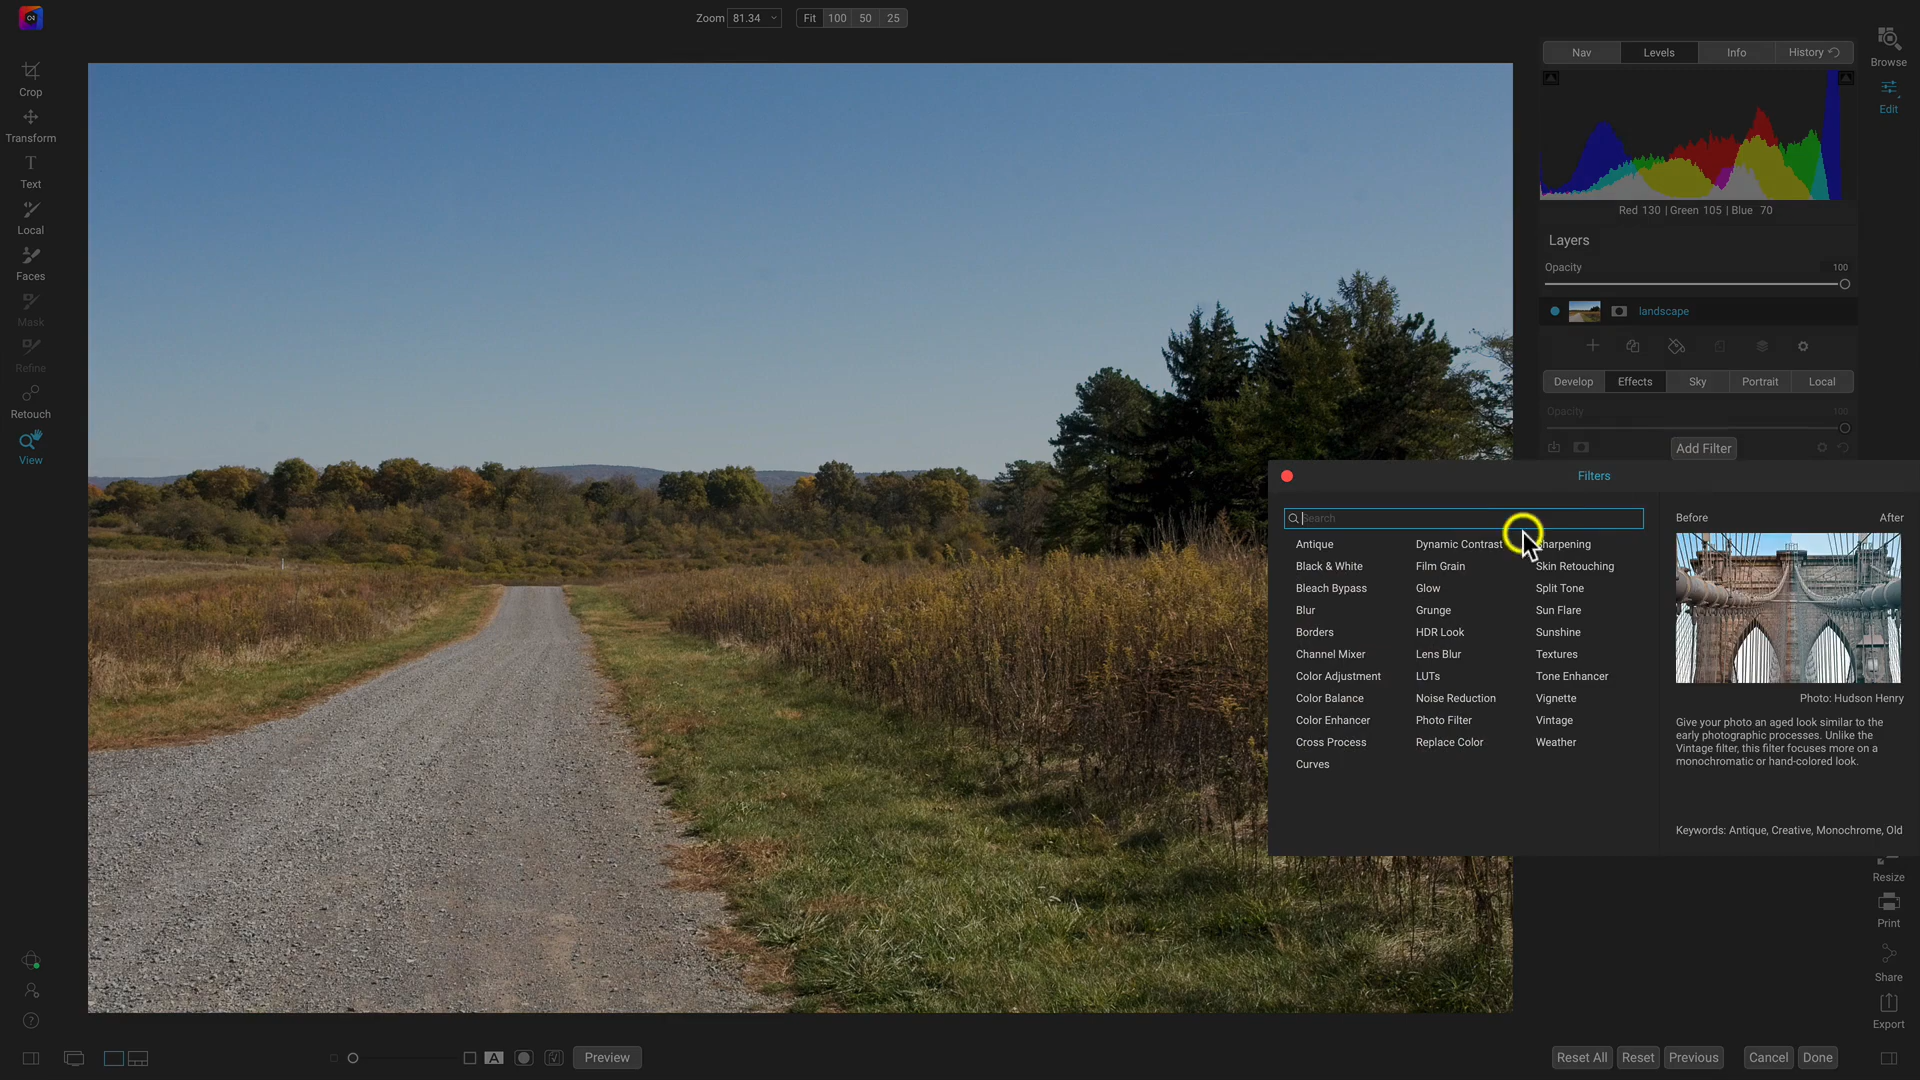 Zoom 81.34 Fit 100 50 25
Crop
Transform
Text
Local
Faces
Mask
Refine
Retouch
View
Nav Levels Info History
Browse
Edit
Red 130 | Green 105 | Blue 70
Layers
Opacity 100
landscape
Develop Effects Sky Portrait Local
Opacity 100
Add Filter
Filters
Search
Antique
Black & White
Bleach Bypass
Blur
Borders
Channel Mixer
Color Adjustment
Color Balance
Color Enhancer
Cross Process
Curves
Dynamic Contrast
Film Grain
Glow
Grunge
HDR Look
Lens Blur
LUTs
Noise Reduction
Photo Filter
Replace Color
Sharpening
Skin Retouching
Split Tone
Sun Flare
Sunshine
Textures
Tone Enhancer
Vignette
Vintage
Weather
Before After
Photo: Hudson Henry
Give your photo an aged look similar to the
early photographic processes. Unlike the
Vintage filter, this filter focuses more on a
monochromatic or hand-colored look.
Keywords: Antique, Creative, Monochrome, Old
Resize
Print
Share
Export
A Preview
Reset All Reset Previous Cancel Done